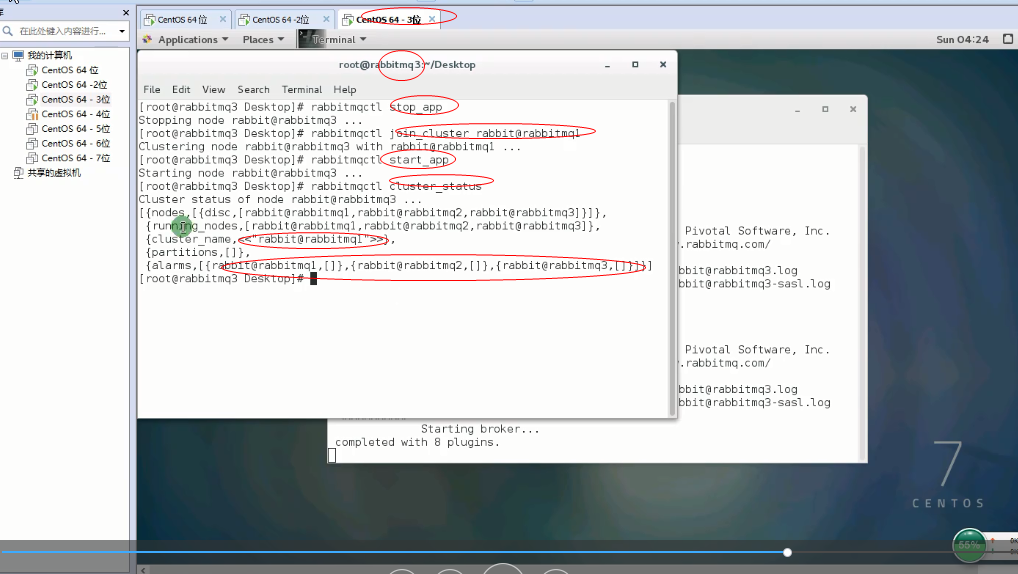 CentOS 64 位
CentOS 64 -2位
CentOS 64 - 3位
在此处键入内容进行...
Applications
Places
Terminal
Sun 04:24
我的计算机
CentOS 64 位
CentOS 64 -2位
CentOS 64 - 3位
CentOS 64 - 4位
CentOS 64 - 5位
CentOS 64 - 6位
CentOS 64 - 7位
共享的虚拟机
root@rabbitmq3:~/Desktop
File Edit View Search Terminal Help
[root@rabbitmq3 Desktop]# rabbitmqctl stop_app
Stopping node rabbit@rabbitmq3 ...
[root@rabbitmq3 Desktop]# rabbitmqctl join_cluster rabbit@rabbitmq1
Clustering node rabbit@rabbitmq3 with rabbit@rabbitmq1 ...
[root@rabbitmq3 Desktop]# rabbitmqctl start_app
Starting node rabbit@rabbitmq3 ...
[root@rabbitmq3 Desktop]# rabbitmqctl cluster_status
Cluster status of node rabbit@rabbitmq3 ...
[{nodes,[{disc,[rabbit@rabbitmq1,rabbit@rabbitmq2,rabbit@rabbitmq3]}]},
{running_nodes,[rabbit@rabbitmq1,rabbit@rabbitmq2,rabbit@rabbitmq3]},
{cluster_name,<<"rabbit@rabbitmq1">>},
{partitions,[]},
{alarms,[{rabbit@rabbitmq1,[]},{rabbit@rabbitmq2,[]},{rabbit@rabbitmq3,[]}]}]
[root@rabbitmq3 Desktop]#
Pivotal Software, Inc.
.rabbitmq.com/
bbit@rabbitmq3.log
bbit@rabbitmq3-sasl.log
Pivotal Software, Inc.
.rabbitmq.com/
bbit@rabbitmq3.log
bbit@rabbitmq3-sasl.log
Starting broker...
completed with 8 plugins.
7
CENTOS
55%